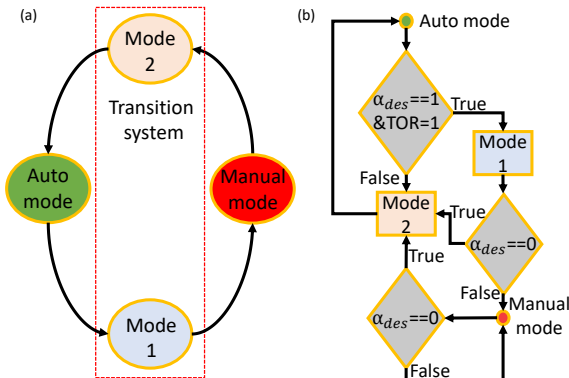 (a)
Mode
2
Transition
system
Auto
mode
Manual
mode
Mode
1
(b)
Auto mode
α_des==1
&TOR=1
True
Mode
1
False
Mode
2
True
α_des==0
True
False
Manual
mode
α_des==0
False